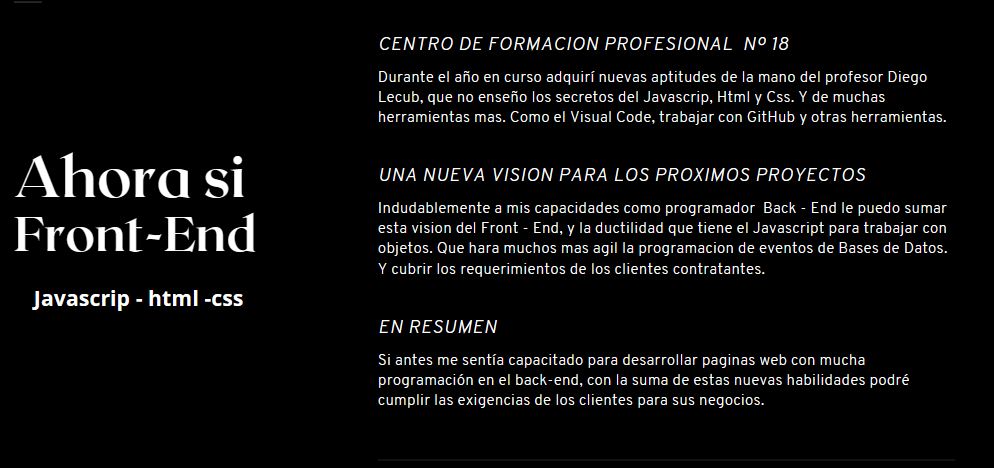 Ahora si
Front-End
Javascrip - html -css
CENTRO DE FORMACION PROFESIONAL  Nº 18
Durante el año en curso adquirí nuevas aptitudes de la mano del profesor Diego
Lecub, que no enseño los secretos del Javascrip, Html y Css. Y de muchas
herramientas mas. Como el Visual Code, trabajar con GitHub y otras herramientas.
UNA NUEVA VISION PARA LOS PROXIMOS PROYECTOS
Indudablemente a mis capacidades como programador  Back - End le puedo sumar
esta vision del Front - End, y la ductilidad que tiene el Javascript para trabajar con
objetos. Que hara muchos mas agil la programacion de eventos de Bases de Datos.
Y cubrir los requerimientos de los clientes contratantes.
EN RESUMEN
Si antes me sentía capacitado para desarrollar paginas web con mucha
programación en el back-end, con la suma de estas nuevas habilidades podré
cumplir las exigencias de los clientes para sus negocios.